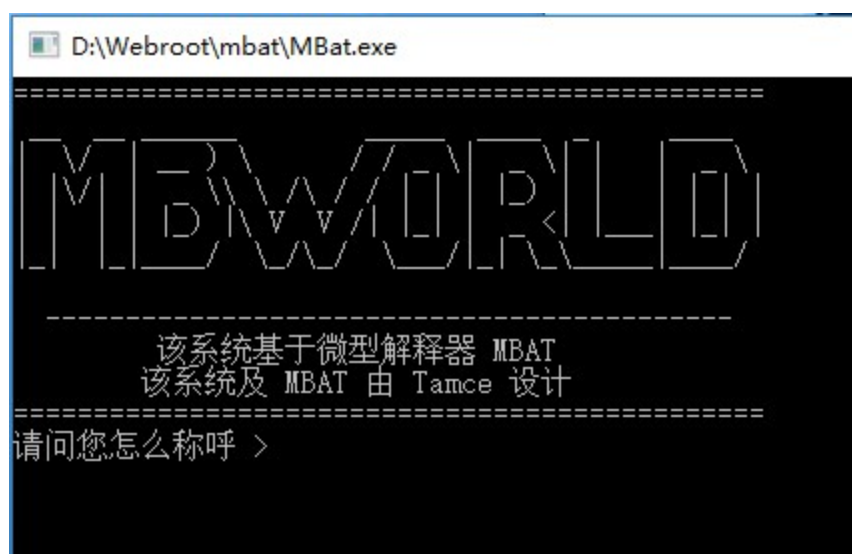 D:\Webroot\mbat\MBat.exe
===============================================
MBWORLD
-------------------------------------------
该系统基于微型解释器 MBAT
该系统及 MBAT 由 Tamce 设计
===============================================
请问您怎么称呼 >